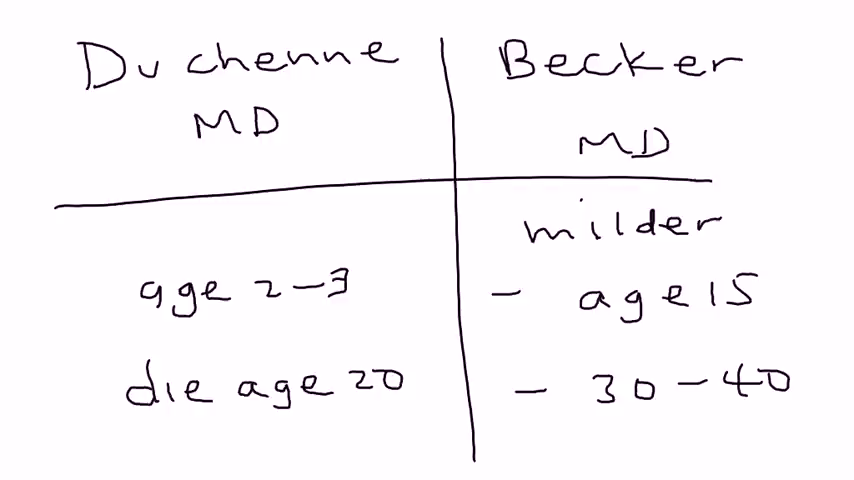 Duchenne
MD
Becker
MD
milder
age 2-3
- age 15
die age 20
- 30-40